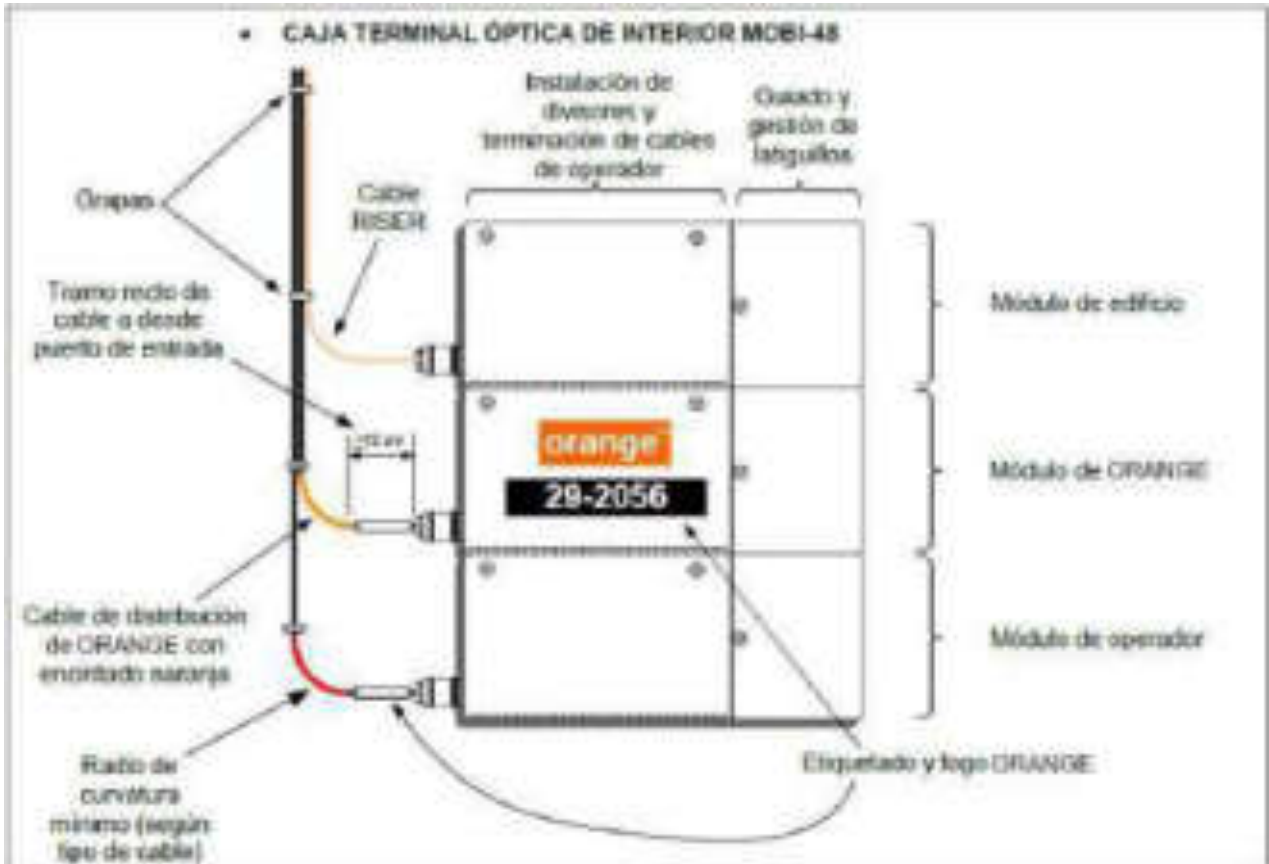 • CAJA TERMINAL ÓPTICA DE INTERIOR MOBI-48
Instalación de
divisores y
terminación de cables
de operador
Guiado y
gestión de
latiguillos
Grapas
Cable
RISER
Tramo recto de
cable a desde
puerto de entrada
Módulo de edificio
orange
29-2056
Módulo de ORANGE
Cable de distribución
de ORANGE con
encintado naranja
Módulo de operador
Radio de
curvatura
mínimo (según
tipo de cable)
Etiquetado y logo ORANGE